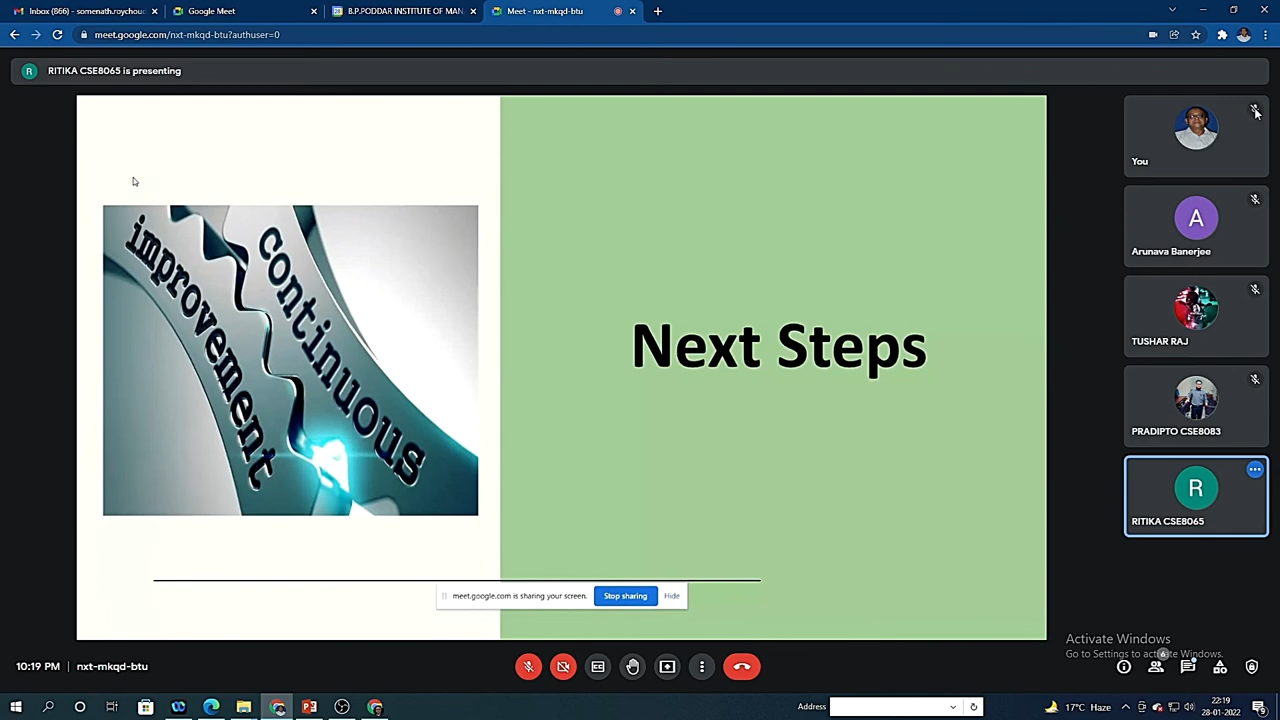 Inbox (866) - somenath.roychou
Google Meet
B.P.PODDAR INSTITUTE OF MAN
Meet - nxt-mkqd-btu
meet.google.com/nxt-mkqd-btu?authuser=0
R
RITIKA CSE8065 is presenting
improvement
continuous
Next Steps
meet.google.com is sharing your screen.
Stop sharing
Hide
You
A
Arunava Banerjee
TUSHAR RAJ
PRADIPTO CSE8083
R
RITIKA CSE8065
10:19 PM | nxt-mkqd-btu
Activate Windows
Go to Settings to activate Windows.
6
Address
17°C Haze
22:19
28-01-2022